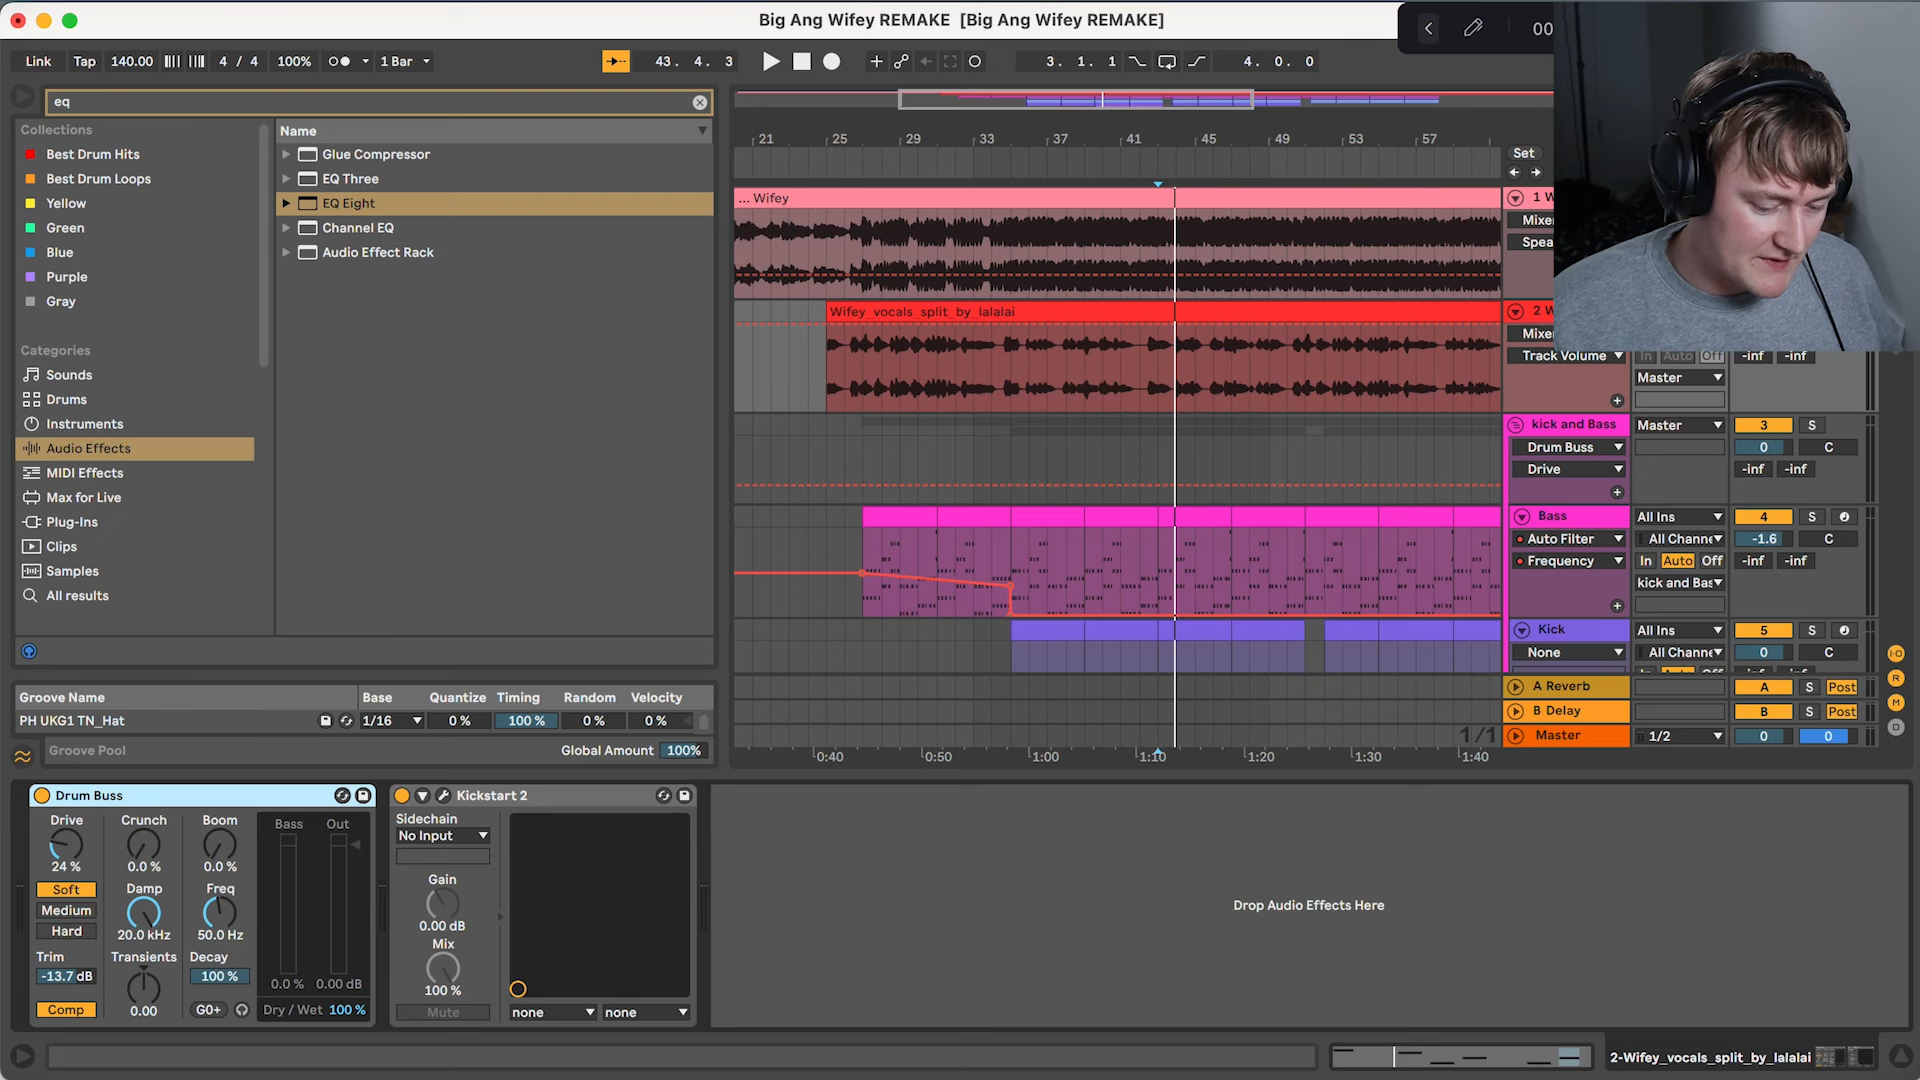 Big Ang Wifey REMAKE [Big Ang Wifey REMAKE]
Link Tap 140.00 4 / 4 100% 1 Bar 43. 4. 3 3. 1. 1 4. 0. 0 00
eq
Collections
Best Drum Hits
Best Drum Loops
Yellow
Green
Blue
Purple
Gray
Categories
Sounds
Drums
Instruments
Audio Effects
MIDI Effects
Max for Live
Plug-Ins
Clips
Samples
All results
Name
Glue Compressor
EQ Three
EQ Eight
Channel EQ
Audio Effect Rack
Groove Name Base Quantize Timing Random Velocity
PH UKG1 TN_Hat 1/16 0 % 100 % 0 % 0 %
Groove Pool Global Amount 100%
21 25 29 33 37 41 45 49 53 57
Set
... Wifey
1 W
Mixer
Spea
Wifey_vocals_split_by_lalalai
2 W
Mixer
Track Volume In Auto Off -inf -inf
Master
kick and Bass Master 3 S
Drum Buss 0 C
Drive -inf -inf
Bass All Ins 4 S
Auto Filter All Channe -1.6 C
Frequency In Auto Off -inf -inf
kick and Bas
Kick All Ins 5 S
None All Channe 0 C
A Reverb A S Post
B Delay B S Post
1/1
Master 1/2 0 0
0:40 0:50 1:00 1:10 1:20 1:30 1:40
Drum Buss
Drive Crunch Boom Bass Out
24 % 0.0 % 0.0 %
Soft Damp Freq
Medium
Hard 20.0 kHz 50.0 Hz
Trim Transients Decay
-13.7 dB 100 % 0.0 % 0.00 dB
Comp 0.00 G0+ Dry / Wet 100 %
Kickstart 2
Sidechain
No Input
Gain
0.00 dB
Mix
100 %
Mute none none
Drop Audio Effects Here
2-Wifey_vocals_split_by_lalalai
I·O
R
M
D